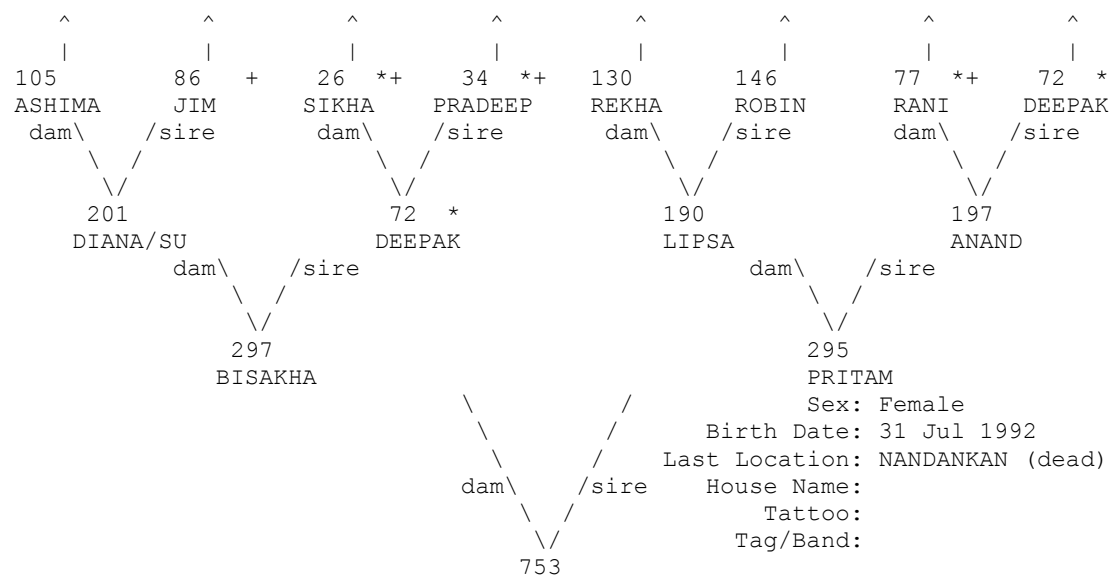 ^ ^ ^ ^ ^ ^ ^ ^
| | | | | | | |
105 86 + 26 *+ 34 *+ 130 146 77 *+ 72 *
ASHIMA JIM SIKHA PRADEEP REKHA ROBIN RANI DEEPAK
dam\ /sire dam\ /sire dam\ /sire dam\ /sire
\ / \ / \ / \ /
\/ \/ \/ \/
201 72 * 190 197
DIANA/SU DEEPAK LIPSA ANAND
dam\ /sire dam\ /sire
\ / \ /
\/ \/
297 295
BISAKHA PRITAM
\ / Sex: Female
\ / Birth Date: 31 Jul 1992
\ / Last Location: NANDANKAN (dead)
dam\ /sire House Name:
\ / Tattoo:
\/ Tag/Band:
753